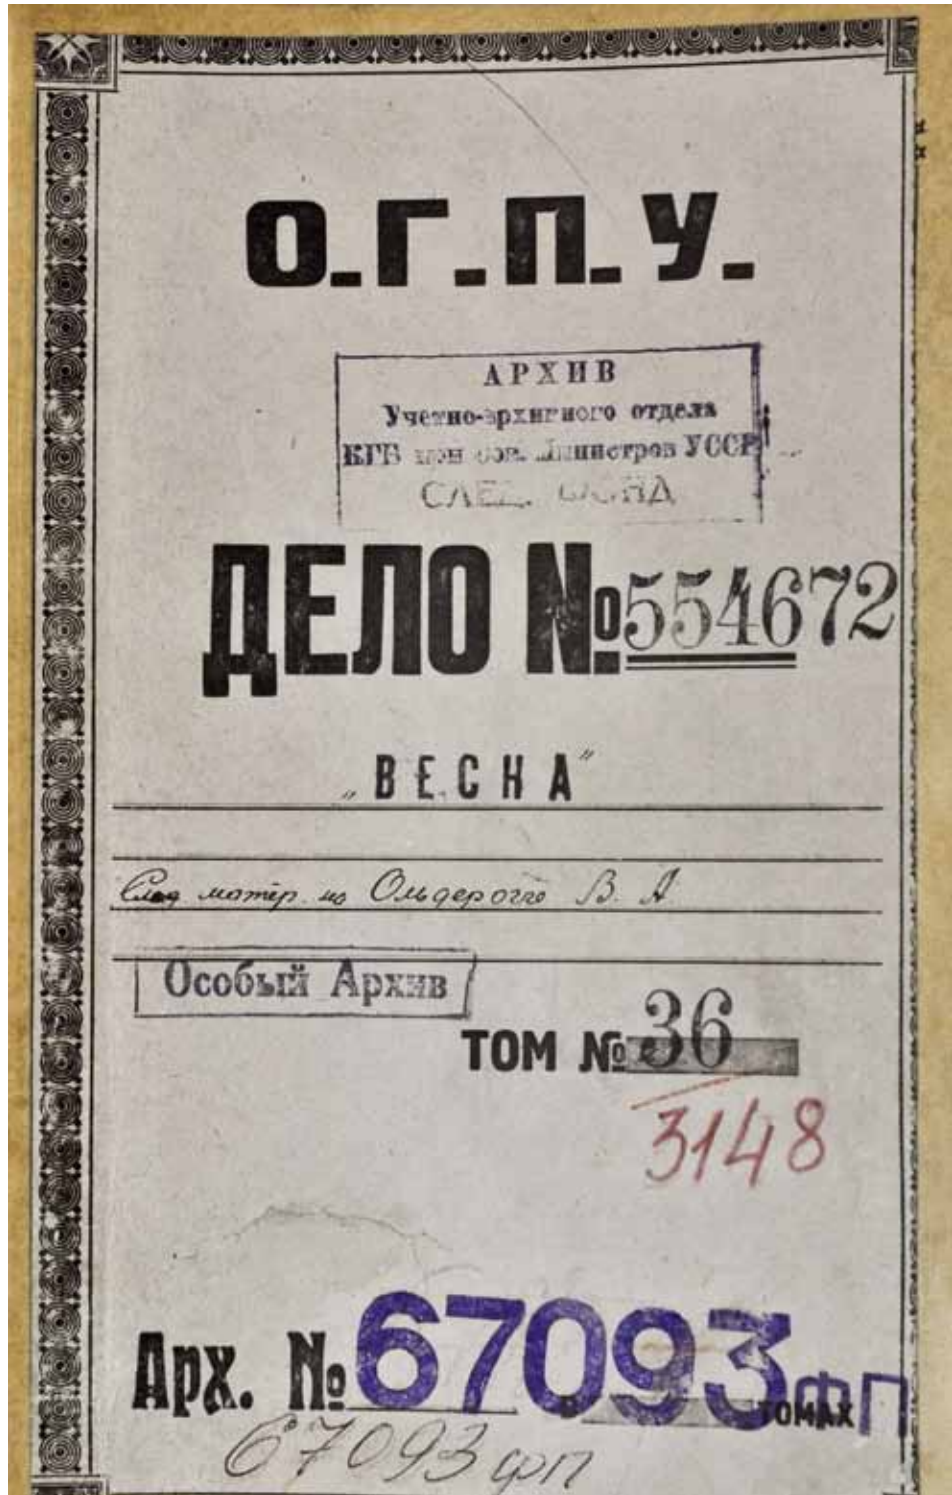 О.Г.П.У.
АРХИВ
Учетно-архивного отдела
КГБ при Сов. Министров УССР
СЛЕД. ФОНД
ДЕЛО №554672
„ВЕСНА"
След матер. по Ольдерогге В. А.
Особый Архив
ТОМ № 36
3148
Арх. № 67093 ФП
ТОМАХ
67093 фп